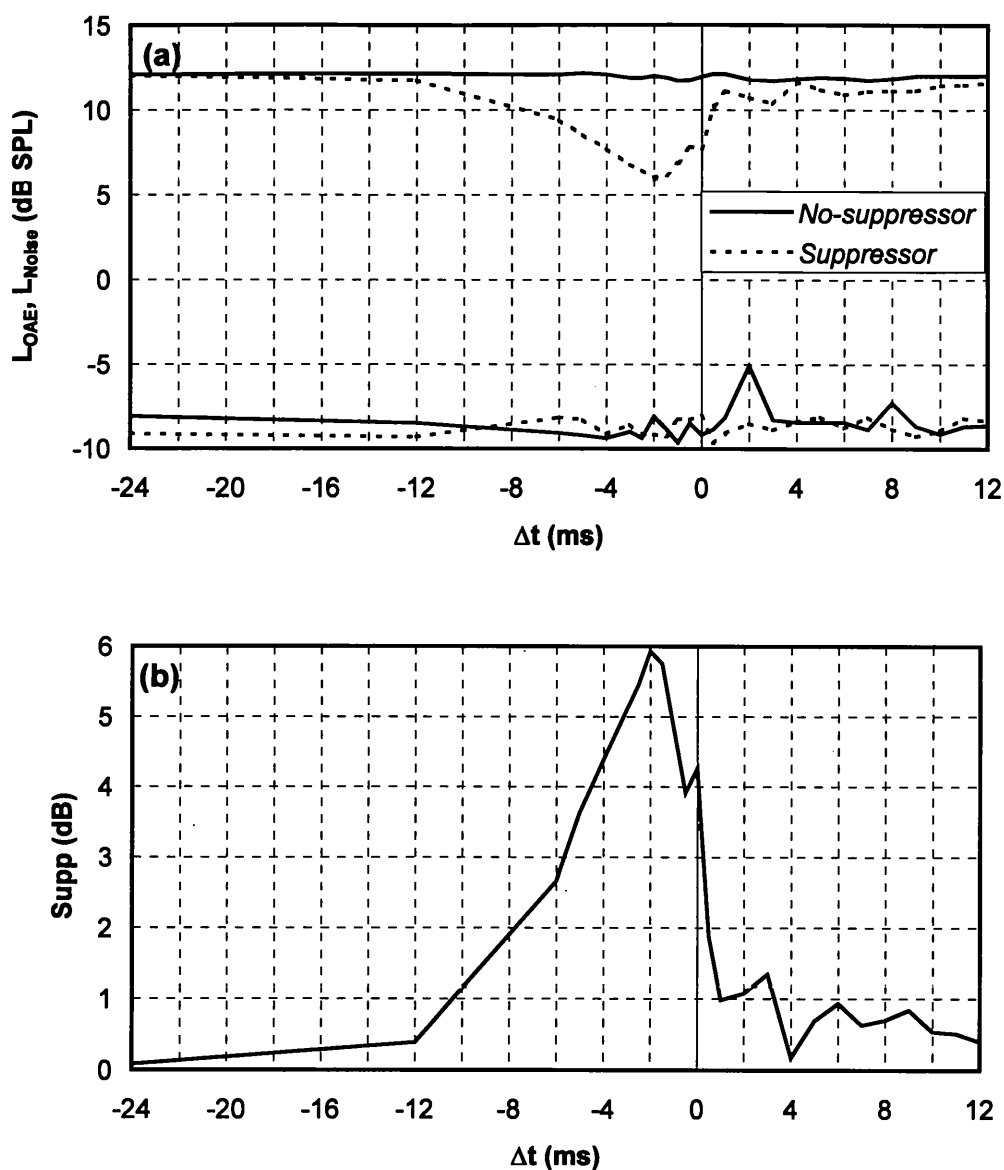 (a)
15
10
5
0
-5
-10
L_OAE, L_Noise (dB SPL)
No-suppressor
Suppressor
-24 -20 -16 -12 -8 -4 0 4 8 12
Δt (ms)
(b)
6
5
4
3
2
1
0
Supp (dB)
-24 -20 -16 -12 -8 -4 0 4 8 12
Δt (ms)